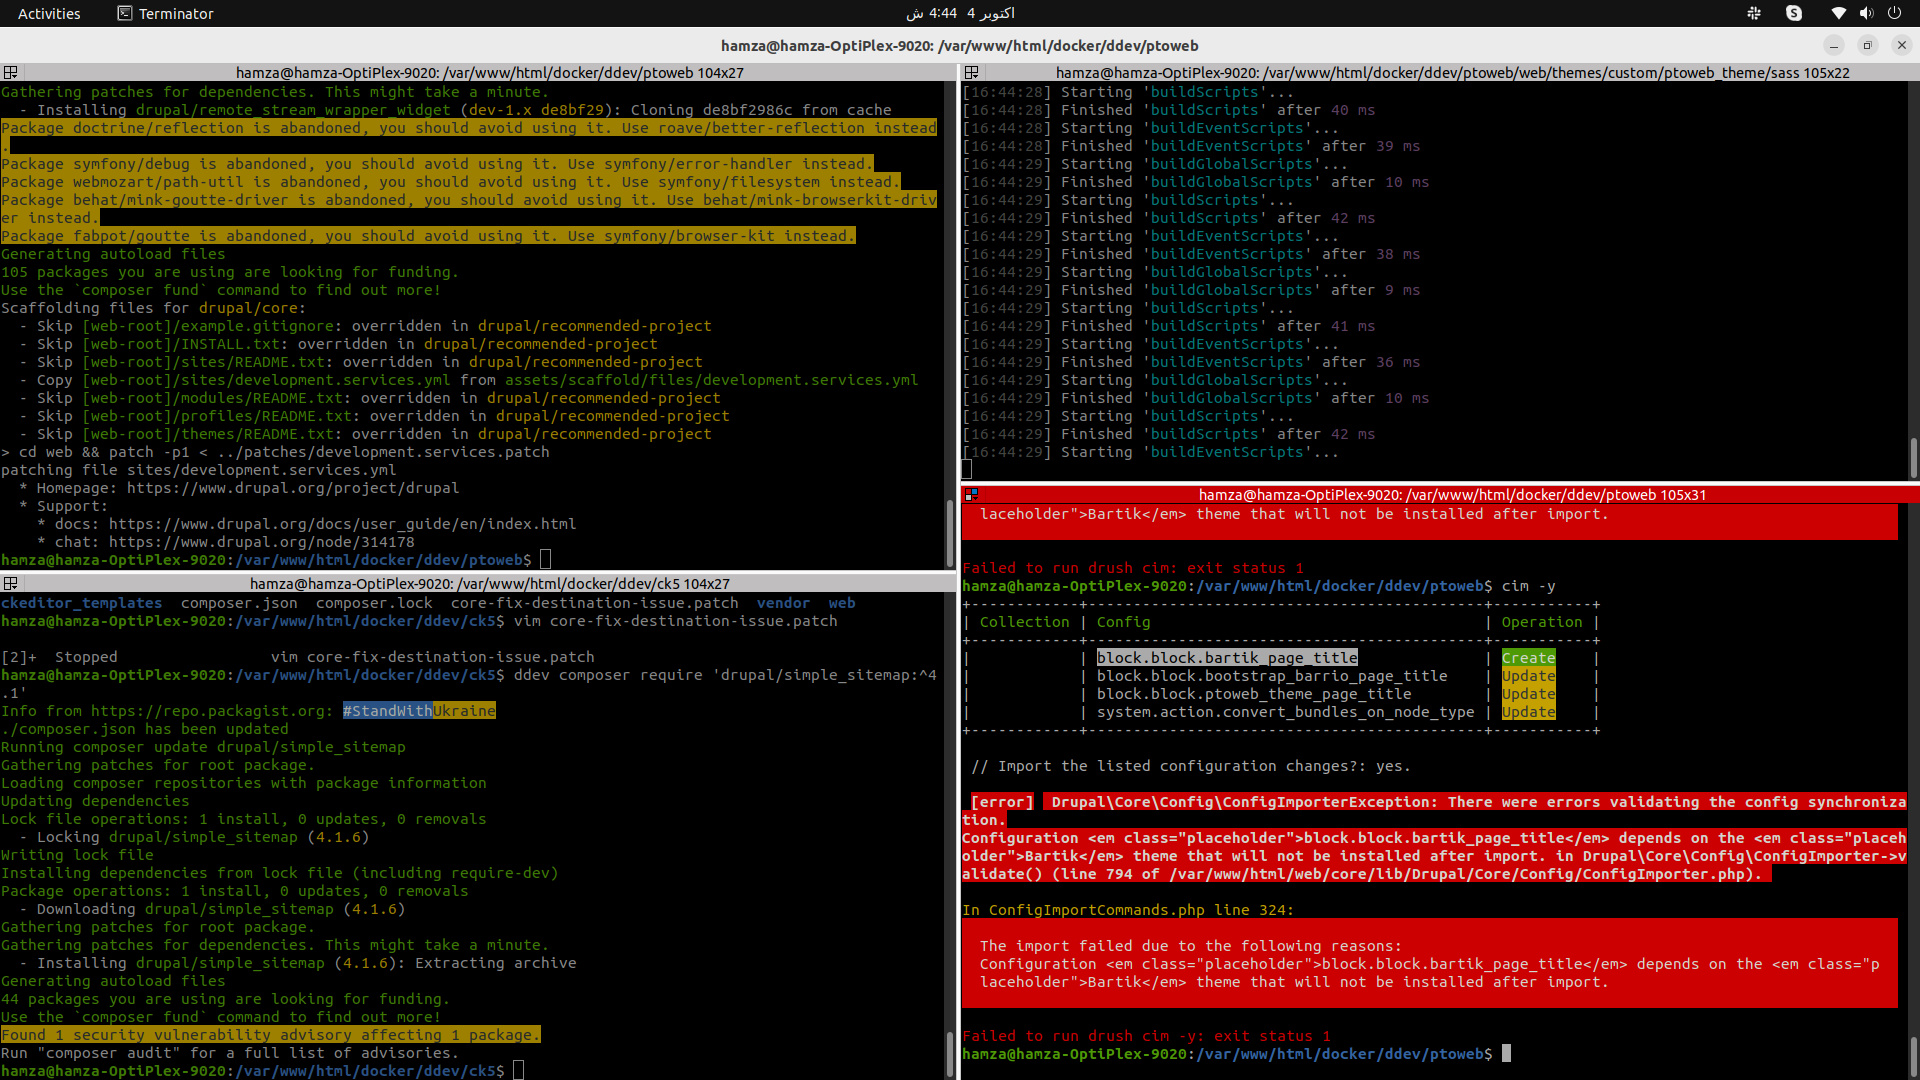 Activities
Terminator
اکتوبر 4  4:44 ش
hamza@hamza-OptiPlex-9020: /var/www/html/docker/ddev/ptoweb
hamza@hamza-OptiPlex-9020: /var/www/html/docker/ddev/ptoweb 104x27
Gathering patches for dependencies. This might take a minute.
  - Installing drupal/remote_stream_wrapper_widget (dev-1.x de8bf29): Cloning de8bf2986c from cache
Package doctrine/reflection is abandoned, you should avoid using it. Use roave/better-reflection instead
.
Package symfony/debug is abandoned, you should avoid using it. Use symfony/error-handler instead.
Package webmozart/path-util is abandoned, you should avoid using it. Use symfony/filesystem instead.
Package behat/mink-goutte-driver is abandoned, you should avoid using it. Use behat/mink-browserkit-driv
er instead.
Package fabpot/goutte is abandoned, you should avoid using it. Use symfony/browser-kit instead.
Generating autoload files
105 packages you are using are looking for funding.
Use the `composer fund` command to find out more!
Scaffolding files for drupal/core:
  - Skip [web-root]/example.gitignore: overridden in drupal/recommended-project
  - Skip [web-root]/INSTALL.txt: overridden in drupal/recommended-project
  - Skip [web-root]/sites/README.txt: overridden in drupal/recommended-project
  - Copy [web-root]/sites/development.services.yml from assets/scaffold/files/development.services.yml
  - Skip [web-root]/modules/README.txt: overridden in drupal/recommended-project
  - Skip [web-root]/profiles/README.txt: overridden in drupal/recommended-project
  - Skip [web-root]/themes/README.txt: overridden in drupal/recommended-project
> cd web && patch -p1 < ../patches/development.services.patch
patching file sites/development.services.yml
  * Homepage: https://www.drupal.org/project/drupal
  * Support:
    * docs: https://www.drupal.org/docs/user_guide/en/index.html
    * chat: https://www.drupal.org/node/314178
hamza@hamza-OptiPlex-9020:/var/www/html/docker/ddev/ptoweb$
hamza@hamza-OptiPlex-9020: /var/www/html/docker/ddev/ck5 104x27
ckeditor_templates  composer.json  composer.lock  core-fix-destination-issue.patch  vendor  web
hamza@hamza-OptiPlex-9020:/var/www/html/docker/ddev/ck5$ vim core-fix-destination-issue.patch
[2]+  Stopped                 vim core-fix-destination-issue.patch
hamza@hamza-OptiPlex-9020:/var/www/html/docker/ddev/ck5$ ddev composer require 'drupal/simple_sitemap:^4
.1'
Info from https://repo.packagist.org: #StandWithUkraine
./composer.json has been updated
Running composer update drupal/simple_sitemap
Gathering patches for root package.
Loading composer repositories with package information
Updating dependencies
Lock file operations: 1 install, 0 updates, 0 removals
  - Locking drupal/simple_sitemap (4.1.6)
Writing lock file
Installing dependencies from lock file (including require-dev)
Package operations: 1 install, 0 updates, 0 removals
  - Downloading drupal/simple_sitemap (4.1.6)
Gathering patches for root package.
Gathering patches for dependencies. This might take a minute.
  - Installing drupal/simple_sitemap (4.1.6): Extracting archive
Generating autoload files
44 packages you are using are looking for funding.
Use the `composer fund` command to find out more!
Found 1 security vulnerability advisory affecting 1 package.
Run "composer audit" for a full list of advisories.
hamza@hamza-OptiPlex-9020:/var/www/html/docker/ddev/ck5$
hamza@hamza-OptiPlex-9020: /var/www/html/docker/ddev/ptoweb/web/themes/custom/ptoweb_theme/sass 105x22
[16:44:28] Starting 'buildScripts'...
[16:44:28] Finished 'buildScripts' after 40 ms
[16:44:28] Starting 'buildEventScripts'...
[16:44:28] Finished 'buildEventScripts' after 39 ms
[16:44:29] Starting 'buildGlobalScripts'...
[16:44:29] Finished 'buildGlobalScripts' after 10 ms
[16:44:29] Starting 'buildScripts'...
[16:44:29] Finished 'buildScripts' after 42 ms
[16:44:29] Starting 'buildEventScripts'...
[16:44:29] Finished 'buildEventScripts' after 38 ms
[16:44:29] Starting 'buildGlobalScripts'...
[16:44:29] Finished 'buildGlobalScripts' after 9 ms
[16:44:29] Starting 'buildScripts'...
[16:44:29] Finished 'buildScripts' after 41 ms
[16:44:29] Starting 'buildEventScripts'...
[16:44:29] Finished 'buildEventScripts' after 36 ms
[16:44:29] Starting 'buildGlobalScripts'...
[16:44:29] Finished 'buildGlobalScripts' after 10 ms
[16:44:29] Starting 'buildScripts'...
[16:44:29] Finished 'buildScripts' after 42 ms
[16:44:29] Starting 'buildEventScripts'...
hamza@hamza-OptiPlex-9020: /var/www/html/docker/ddev/ptoweb 105x31
  laceholder">Bartik</em> theme that will not be installed after import.
Failed to run drush cim: exit status 1
hamza@hamza-OptiPlex-9020:/var/www/html/docker/ddev/ptoweb$ cim -y
+------------+--------------------------------------------+-----------+
| Collection | Config                                     | Operation |
+------------+--------------------------------------------+-----------+
|            | block.block.bartik_page_title              | Create    |
|            | block.block.bootstrap_barrio_page_title    | Update    |
|            | block.block.ptoweb_theme_page_title        | Update    |
|            | system.action.convert_bundles_on_node_type | Update    |
+------------+--------------------------------------------+-----------+
 // Import the listed configuration changes?: yes.
 [error]  Drupal\Core\Config\ConfigImporterException: There were errors validating the config synchroniza
tion.
Configuration <em class="placeholder">block.block.bartik_page_title</em> depends on the <em class="placeh
older">Bartik</em> theme that will not be installed after import. in Drupal\Core\Config\ConfigImporter->v
alidate() (line 794 of /var/www/html/web/core/lib/Drupal/Core/Config/ConfigImporter.php).
In ConfigImportCommands.php line 324:
  The import failed due to the following reasons:
  Configuration <em class="placeholder">block.block.bartik_page_title</em> depends on the <em class="p
  laceholder">Bartik</em> theme that will not be installed after import.
Failed to run drush cim -y: exit status 1
hamza@hamza-OptiPlex-9020:/var/www/html/docker/ddev/ptoweb$